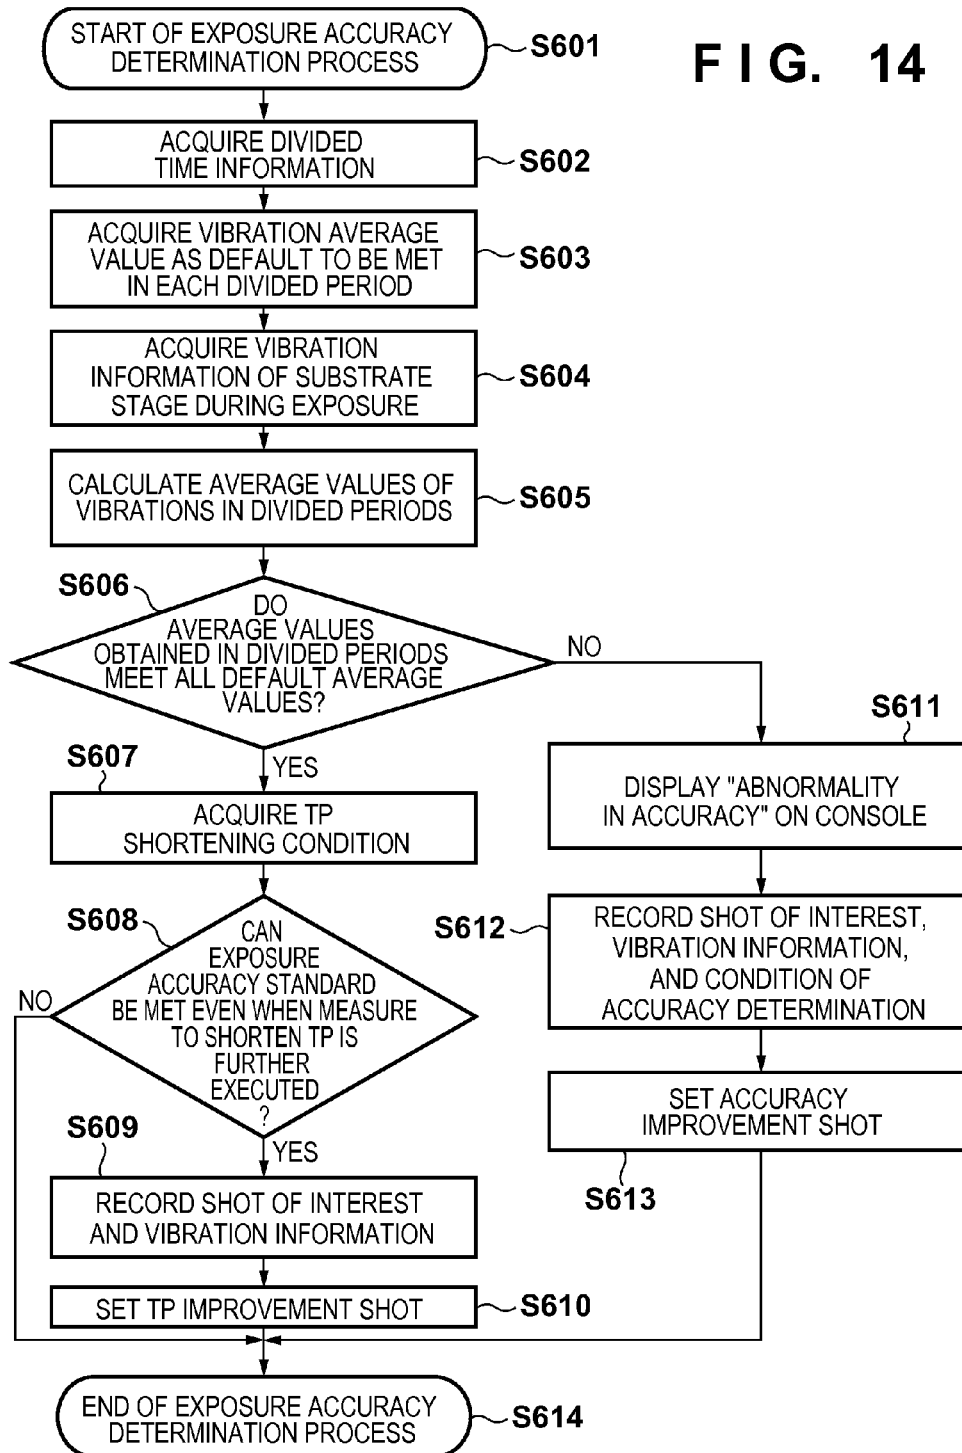 START OF EXPOSURE ACCURACY
DETERMINATION PROCESS
S601
FIG. 14
ACQUIRE DIVIDED
TIME INFORMATION
S602
ACQUIRE VIBRATION AVERAGE
VALUE AS DEFAULT TO BE MET
IN EACH DIVIDED PERIOD
S603
ACQUIRE VIBRATION
INFORMATION OF SUBSTRATE
STAGE DURING EXPOSURE
S604
CALCULATE AVERAGE VALUES OF
VIBRATIONS IN DIVIDED PERIODS
S605
S606
DO
AVERAGE VALUES
OBTAINED IN DIVIDED PERIODS
MEET ALL DEFAULT AVERAGE
VALUES?
NO
YES
S607
ACQUIRE TP
SHORTENING CONDITION
S608
CAN
EXPOSURE
ACCURACY STANDARD
BE MET EVEN WHEN MEASURE
TO SHORTEN TP IS
FURTHER
EXECUTED
?
NO
YES
S609
RECORD SHOT OF INTEREST
AND VIBRATION INFORMATION
SET TP IMPROVEMENT SHOT
S610
S611
DISPLAY "ABNORMALITY
IN ACCURACY" ON CONSOLE
S612
RECORD SHOT OF INTEREST,
VIBRATION INFORMATION,
AND CONDITION OF
ACCURACY DETERMINATION
SET ACCURACY
IMPROVEMENT SHOT
S613
END OF EXPOSURE ACCURACY
DETERMINATION PROCESS
S614